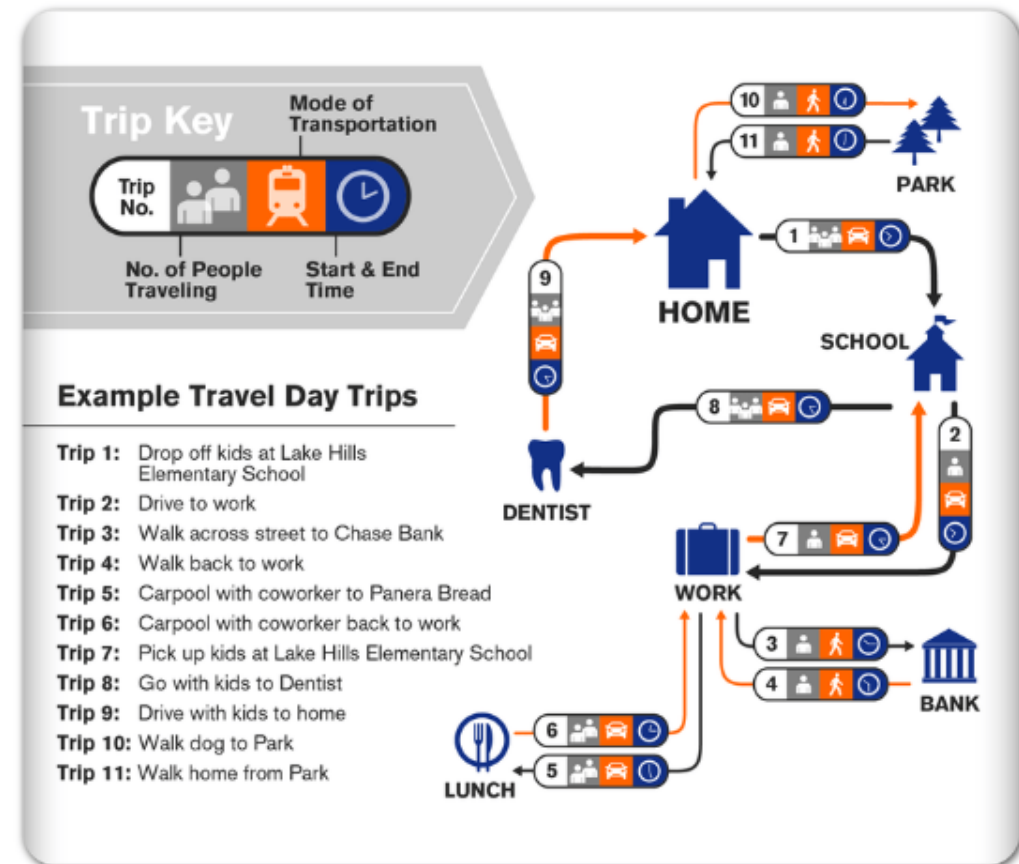 Trip Key
Mode of
Transportation
Trip
No.
No. of People
Traveling
Start & End
Time
Example Travel Day Trips
Trip 1: Drop off kids at Lake Hills
Elementary School
Trip 2: Drive to work
Trip 3: Walk across street to Chase Bank
Trip 4: Walk back to work
Trip 5: Carpool with coworker to Panera Bread
Trip 6: Carpool with coworker back to work
Trip 7: Pick up kids at Lake Hills Elementary School
Trip 8: Go with kids to Dentist
Trip 9: Drive with kids to home
Trip 10: Walk dog to Park
Trip 11: Walk home from Park
10
11
PARK
1
9
HOME
SCHOOL
8
2
DENTIST
7
WORK
3
4
BANK
6
5
LUNCH